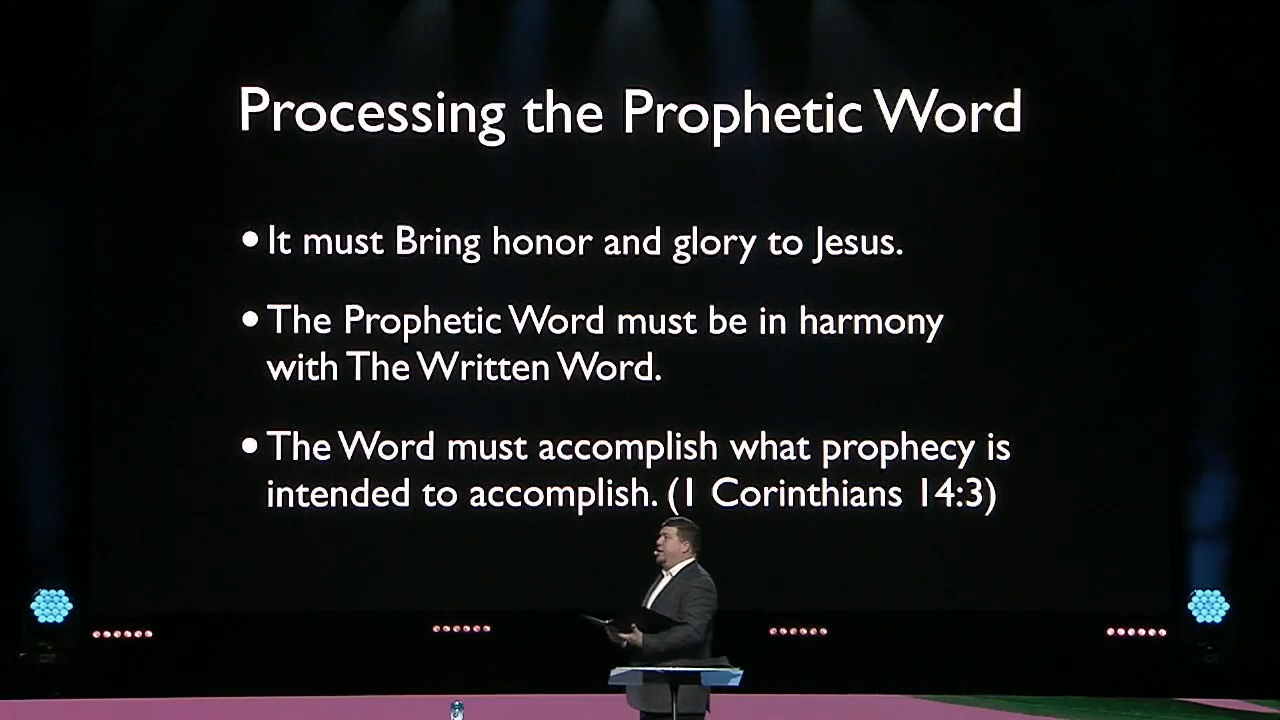 Processing the Prophetic Word
• It must Bring honor and glory to Jesus.
• The Prophetic Word must be in harmony
with The Written Word.
• The Word must accomplish what prophecy is
intended to accomplish. (1 Corinthians 14:3)